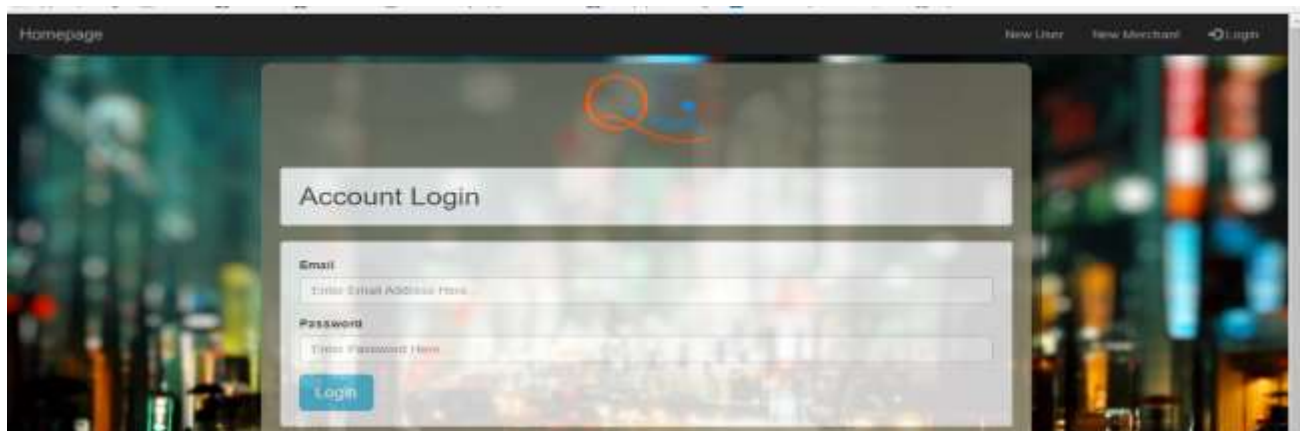 Homepage New User New Merchant Login
Account Login
Email
Enter Email Address Here...
Password
Enter Password Here
Login